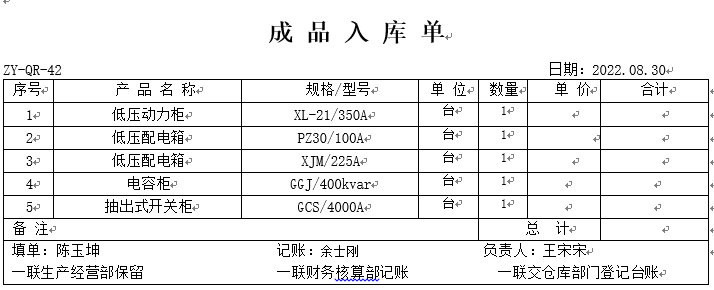 成 品 入 库 单
ZY-QR-42 日期：2022.08.30
序号 产 品 名 称 规格/型号 单 位 数量 单 价 合计
1 低压动力柜 XL-21/350A 台 1
2 低压配电箱 PZ30/100A 台 1
3 低压配电箱 XJM/225A 台 1
4 电容柜 GGJ/400kvar 台 1
5 抽出式开关柜 GCS/4000A 台 1
备 注 总 计
填单：陈玉坤 记账：余士刚 负责人：王宋宋
一联生产经营部保留 一联财务核算部记账 一联交仓库部门登记台账